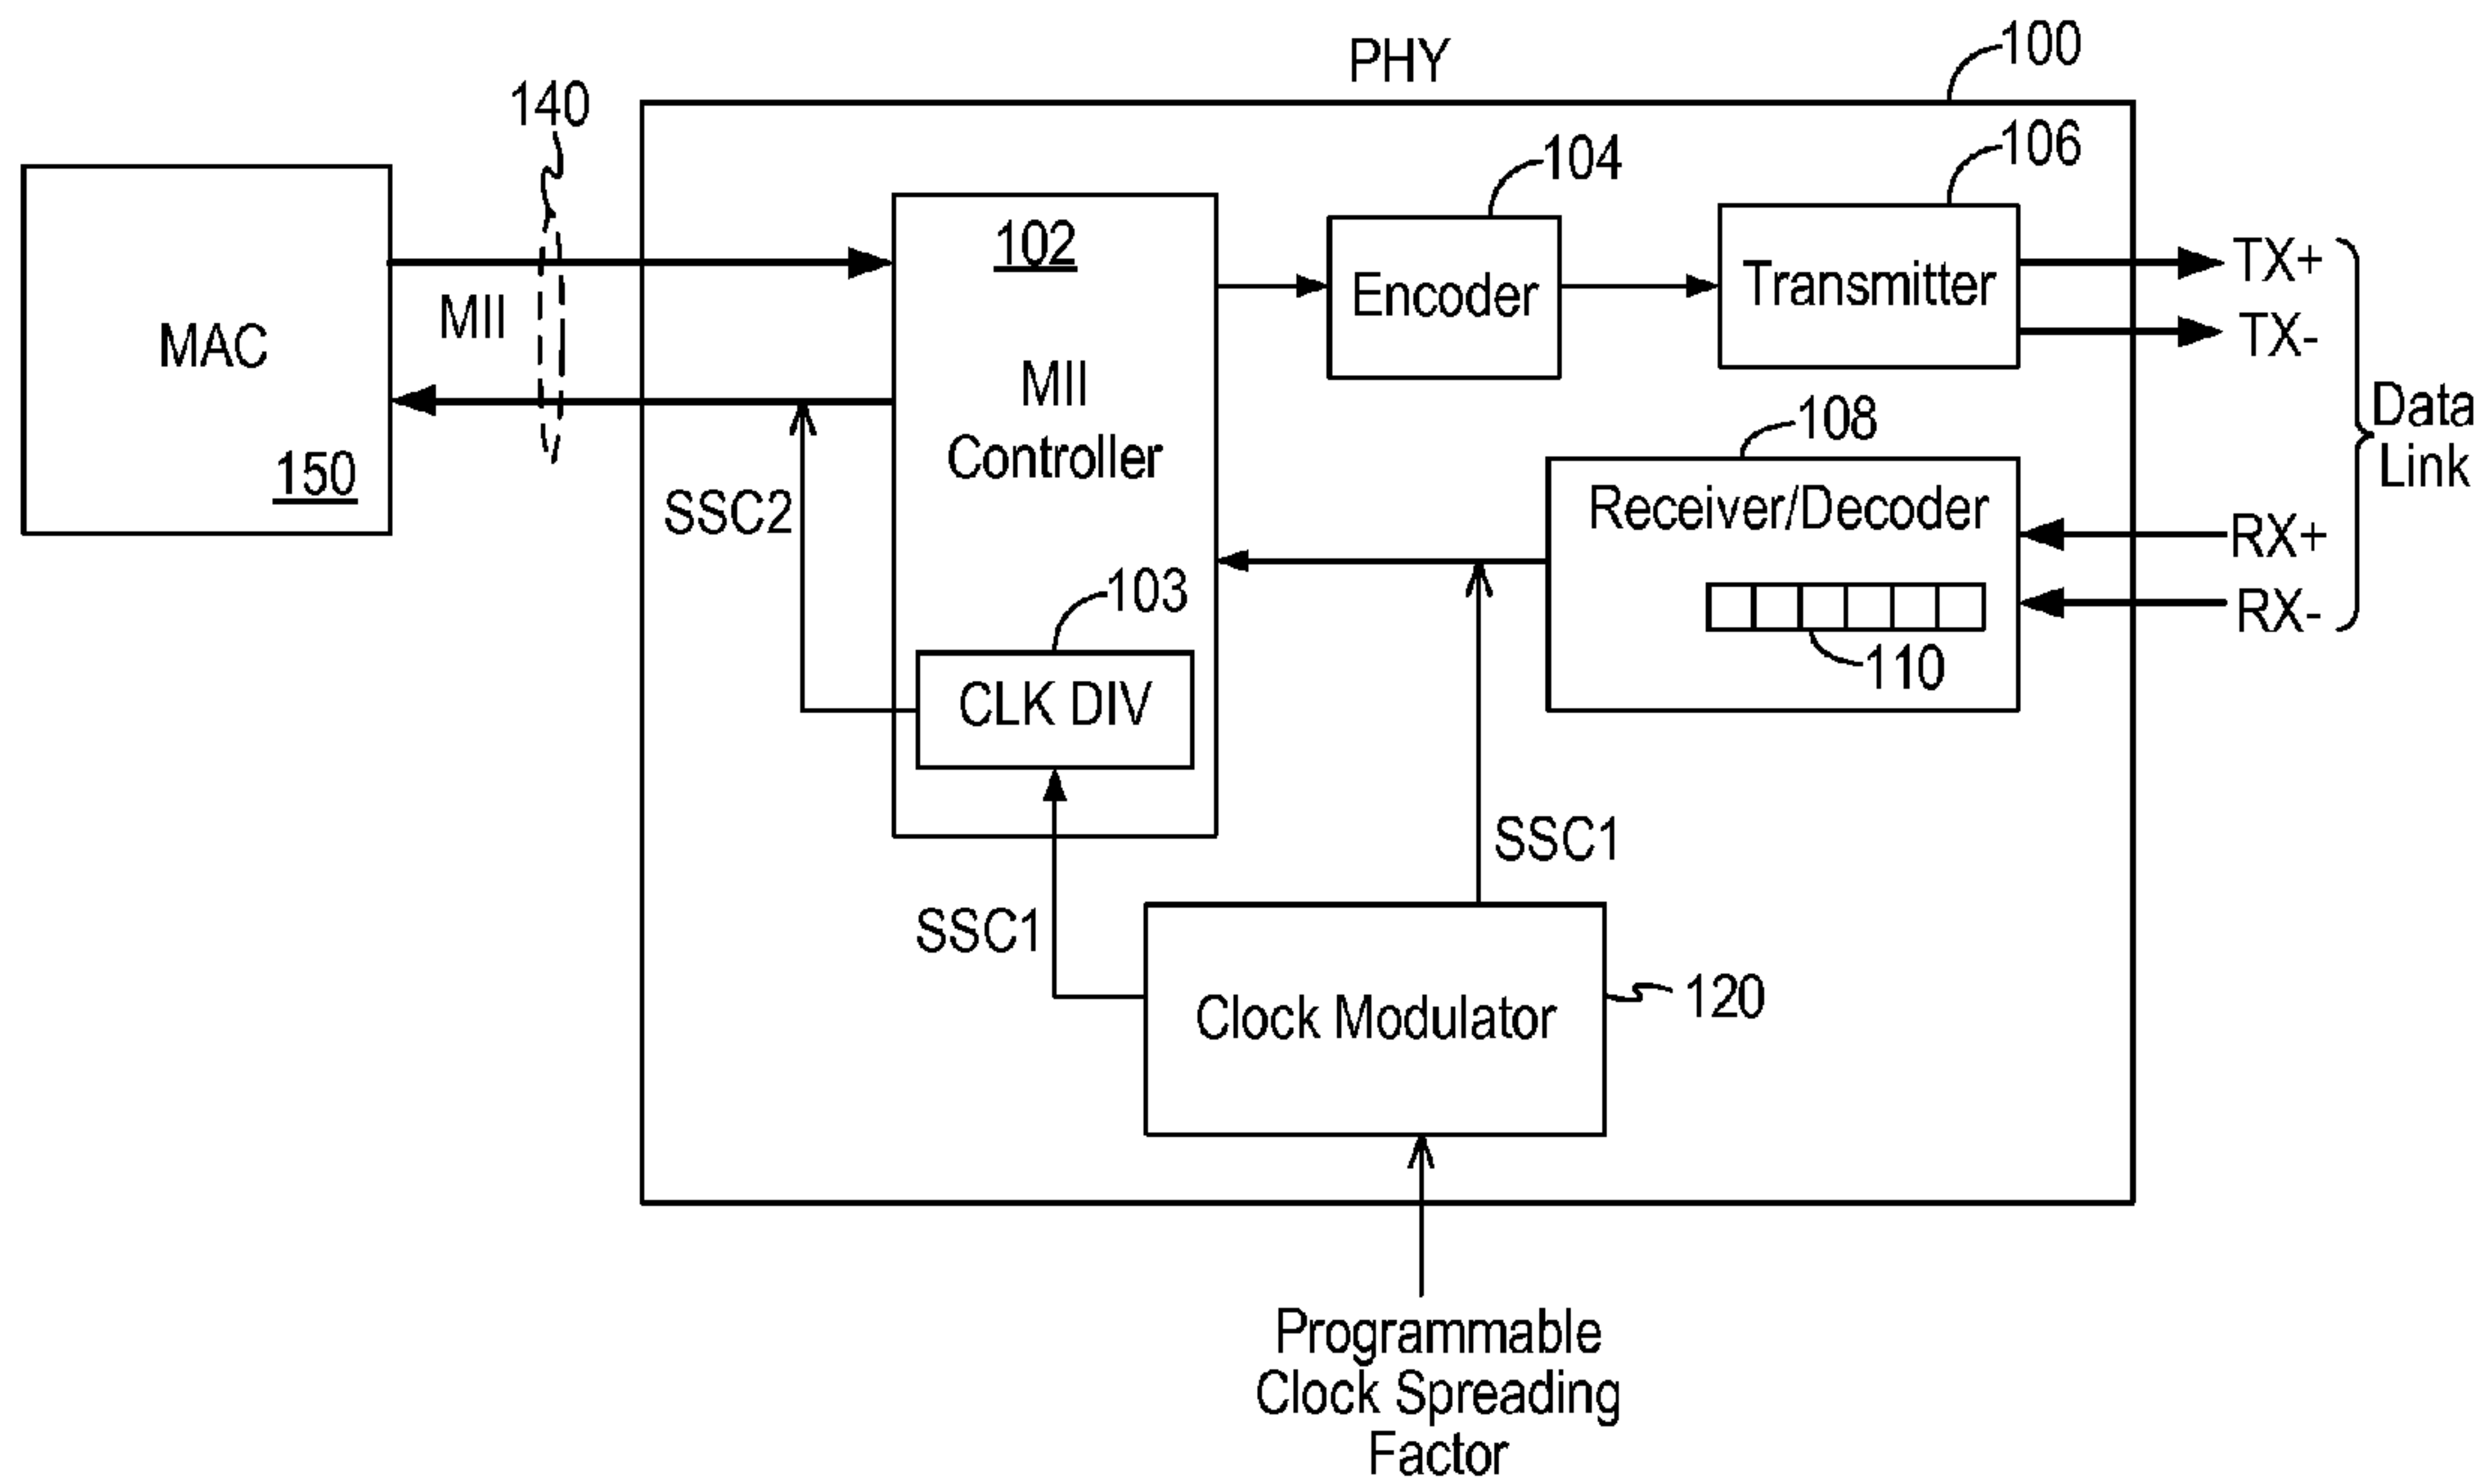 PHY
100
140
106
104
102
Encoder
Transmitter
TX+
TX-
MAC
MII
MII
Controller
150
108
Data
Link
SSC2
Receiver/Decoder
RX+
RX-
103
110
CLK DIV
SSC1
SSC1
Clock Modulator
120
Programmable
Clock Spreading
Factor